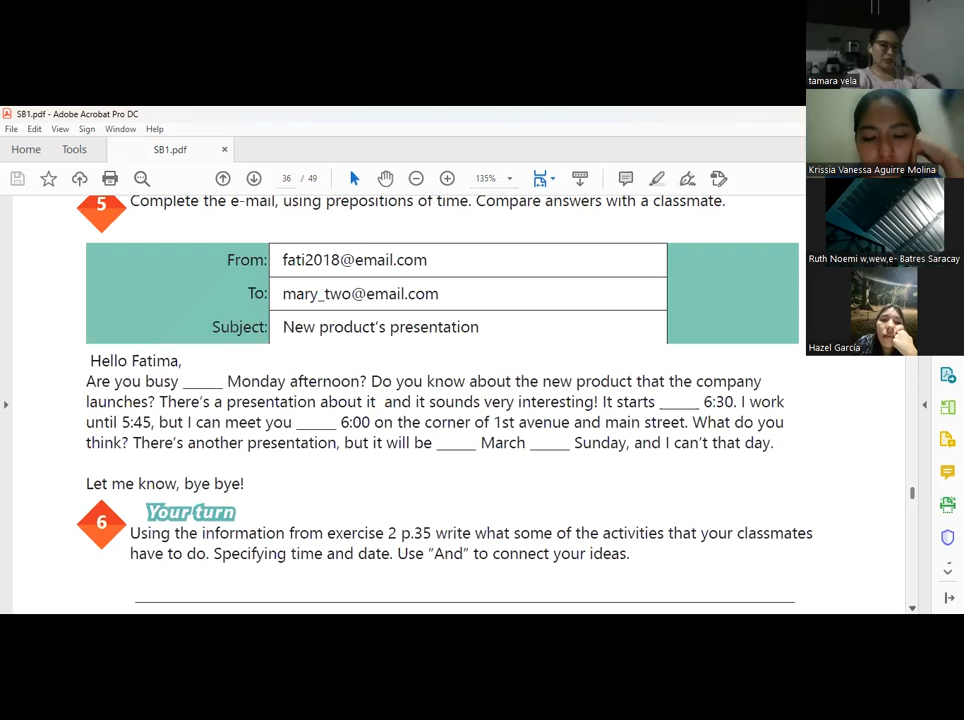 SB1.pdf - Adobe Acrobat Pro DC
File Edit View Sign Window Help
Home Tools SB1.pdf ×
36 / 49 135%
5 Complete the e-mail, using prepositions of time. Compare answers with a classmate.
From: fati2018@email.com
To: mary_two@email.com
Subject: New product's presentation
Hello Fatima,
Are you busy _____ Monday afternoon? Do you know about the new product that the company
launches? There's a presentation about it and it sounds very interesting! It starts _____ 6:30. I work
until 5:45, but I can meet you _____ 6:00 on the corner of 1st avenue and main street. What do you
think? There's another presentation, but it will be _____ March _____ Sunday, and I can't that day.
Let me know, bye bye!
6 Your turn
Using the information from exercise 2 p.35 write what some of the activities that your classmates
have to do. Specifying time and date. Use “And” to connect your ideas.
tamara vela
Krissia Vanessa Aguirre Molina
Ruth Noemi w,wew,e- Batres Saracay
Hazel García